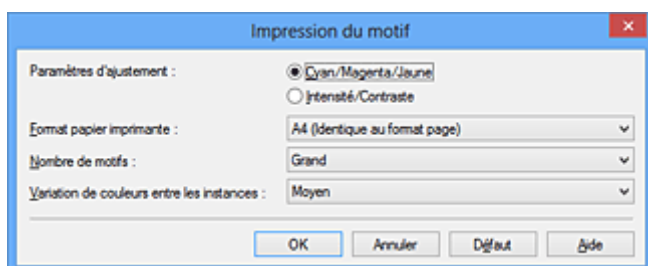 Impression du motif
Paramètres d'ajustement :
Cyan/Magenta/Jaune
Intensité/Contraste
Format papier imprimante :
A4 (Identique au format page)
Nombre de motifs :
Grand
Variation de couleurs entre les instances :
Moyen
OK
Annuler
Défaut
Aide